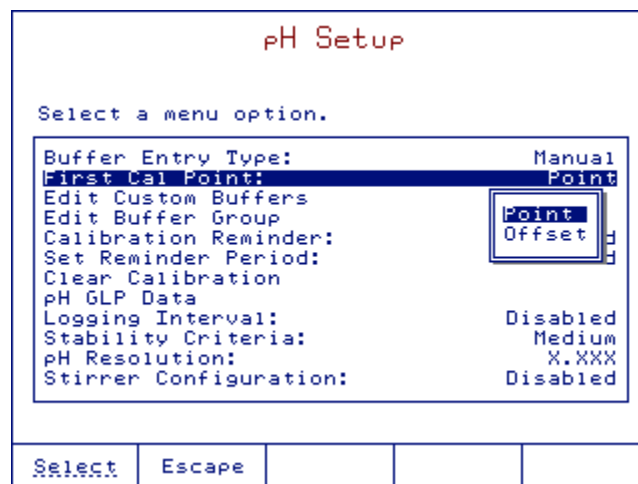 pH Setup
Select a menu option.
Buffer Entry Type: Manual
First Cal Point: Point
Edit Custom Buffers
Edit Buffer Group
Point
Offset
Calibration Reminder:
Set Reminder Period:
Clear Calibration
pH GLP Data
Logging Interval: Disabled
Stability Criteria: Medium
pH Resolution: X.XXX
Stirrer Configuration: Disabled
Select Escape